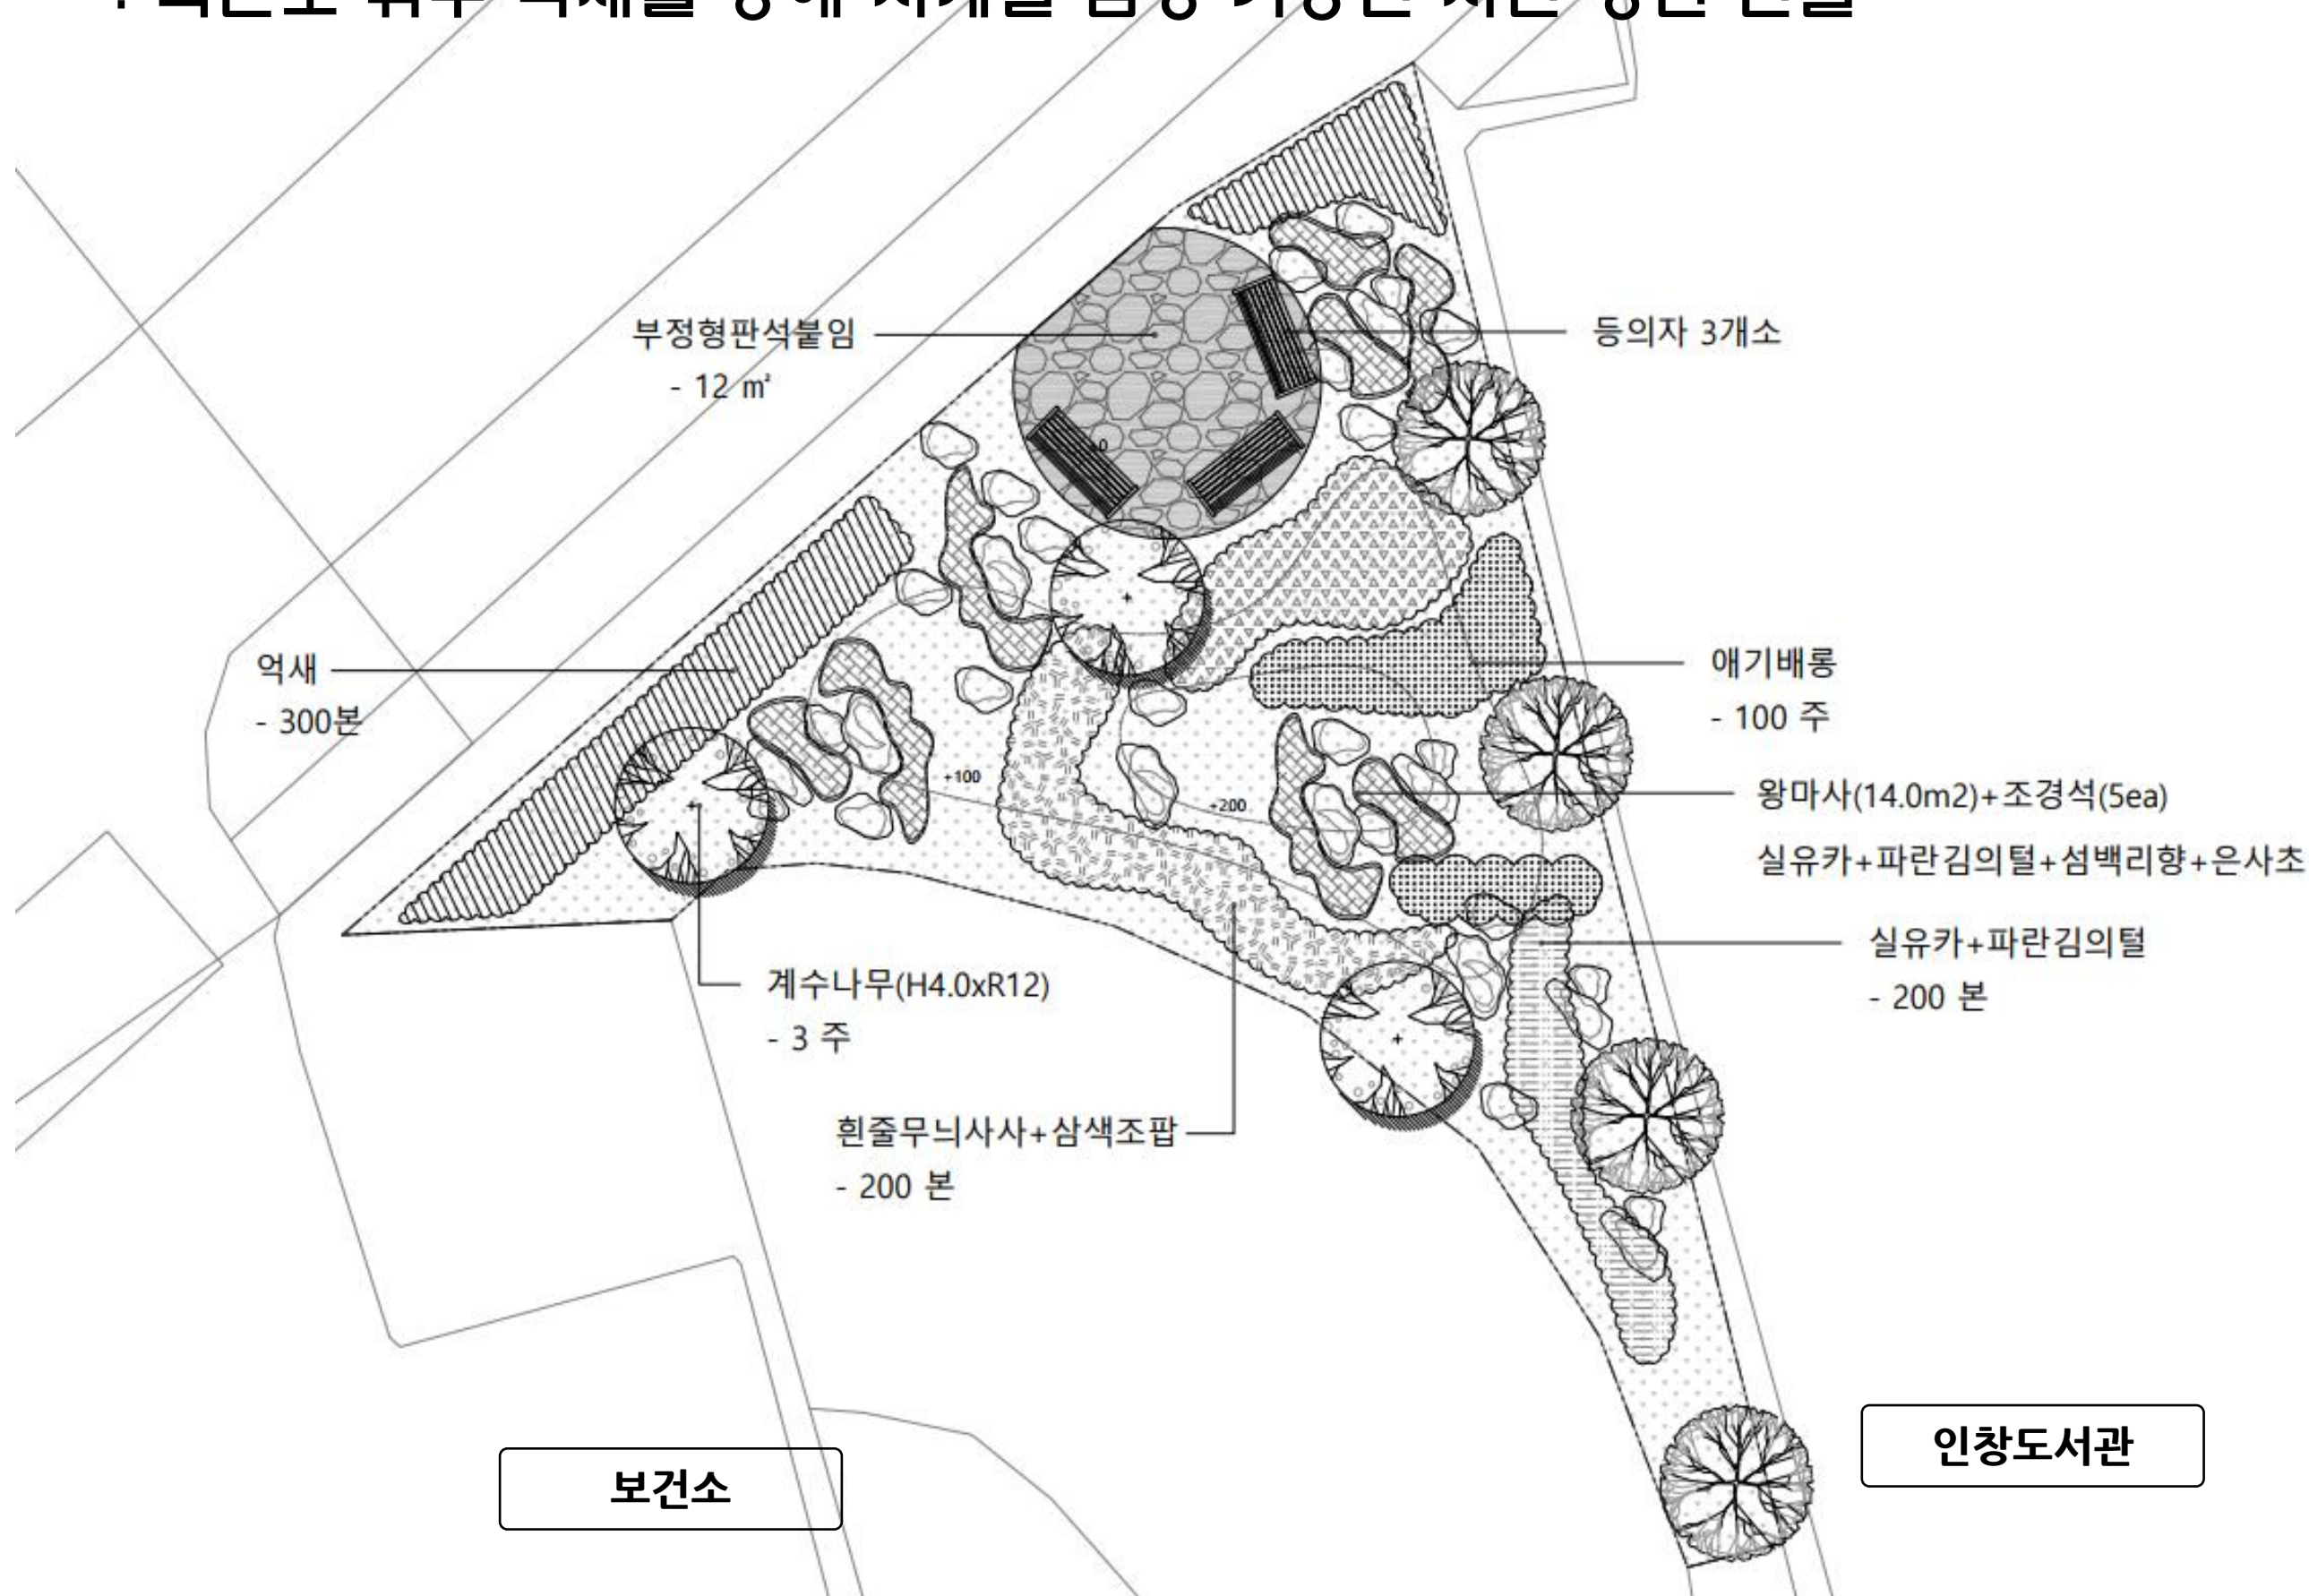 부정형판석붙임
- 12 ㎡
등의자 3개소
0
억새
- 300본
애기배롱
- 100 주
+100
+200
왕마사(14.0m2)+조경석(5ea)
실유카+파란김의털+섬백리향+은사초
실유카+파란김의털
- 200 본
계수나무(H4.0xR12)
- 3 주
흰줄무늬사사+삼색조팝
- 200 본
인창도서관
보건소